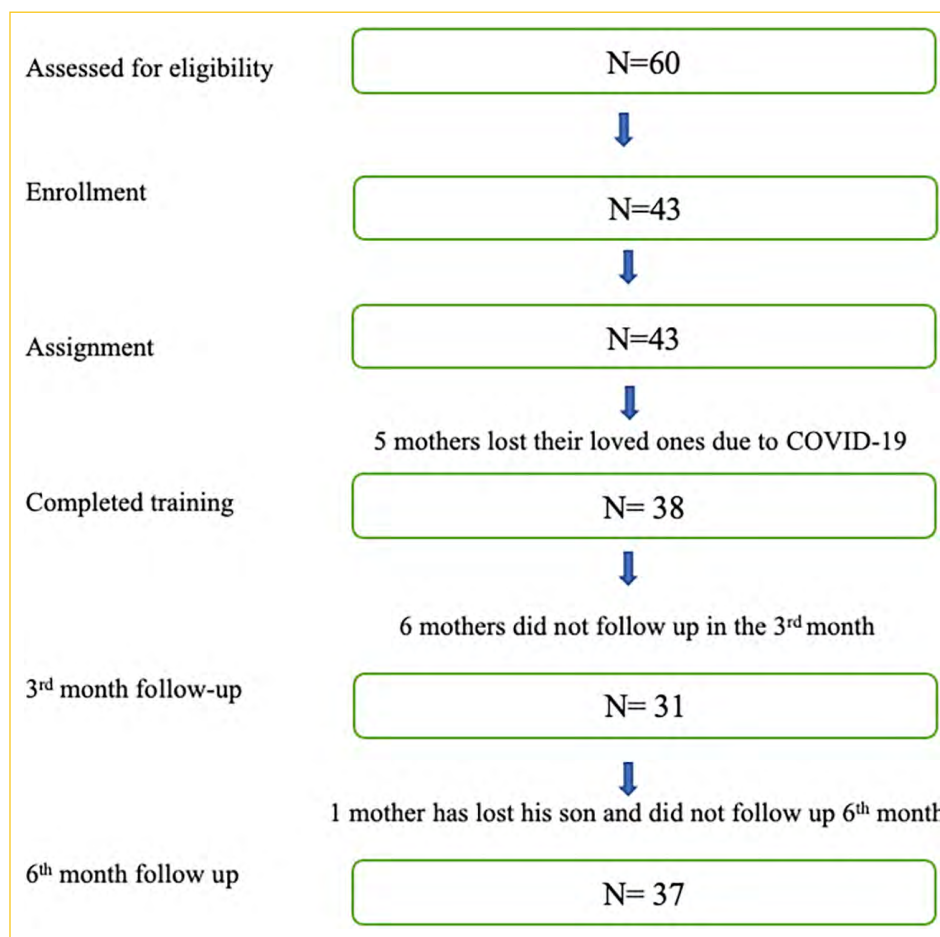 Assessed for eligibility
N=60
Enrollment
N=43
Assignment
N=43
5 mothers lost their loved ones due to COVID-19
Completed training
N= 38
6 mothers did not follow up in the 3rd month
3rd month follow-up
N= 31
1 mother has lost his son and did not follow up 6th month
6th month follow up
N= 37